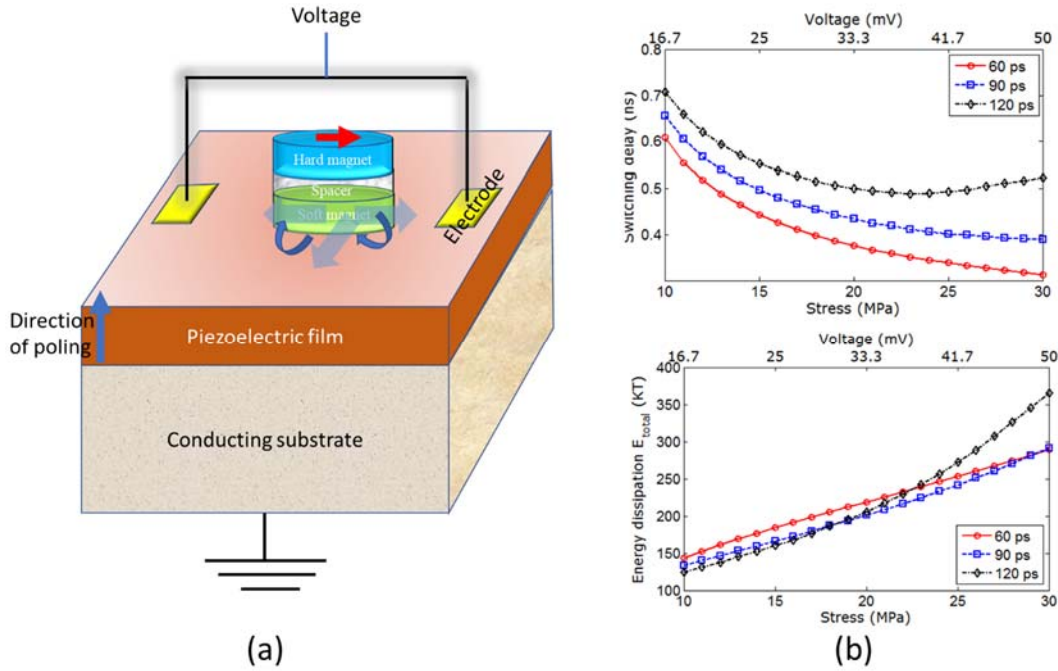 Voltage
Hard magnet
Spacer
Soft magnet
Electrode
Direction
of poling
Piezoelectric film
Conducting substrate
(a)
Voltage (mV)
16.7 25 33.3 41.7 50
0.8
0.7
0.6
0.5
0.4
Switching delay (ns)
60 ps
90 ps
120 ps
10 15 20 25 30
Stress (MPa)
Voltage (mV)
16.7 25 33.3 41.7 50
400
350
300
250
200
150
100
Energy dissipation E_total (KT)
60 ps
90 ps
120 ps
10 15 20 25 30
Stress (MPa)
(b)